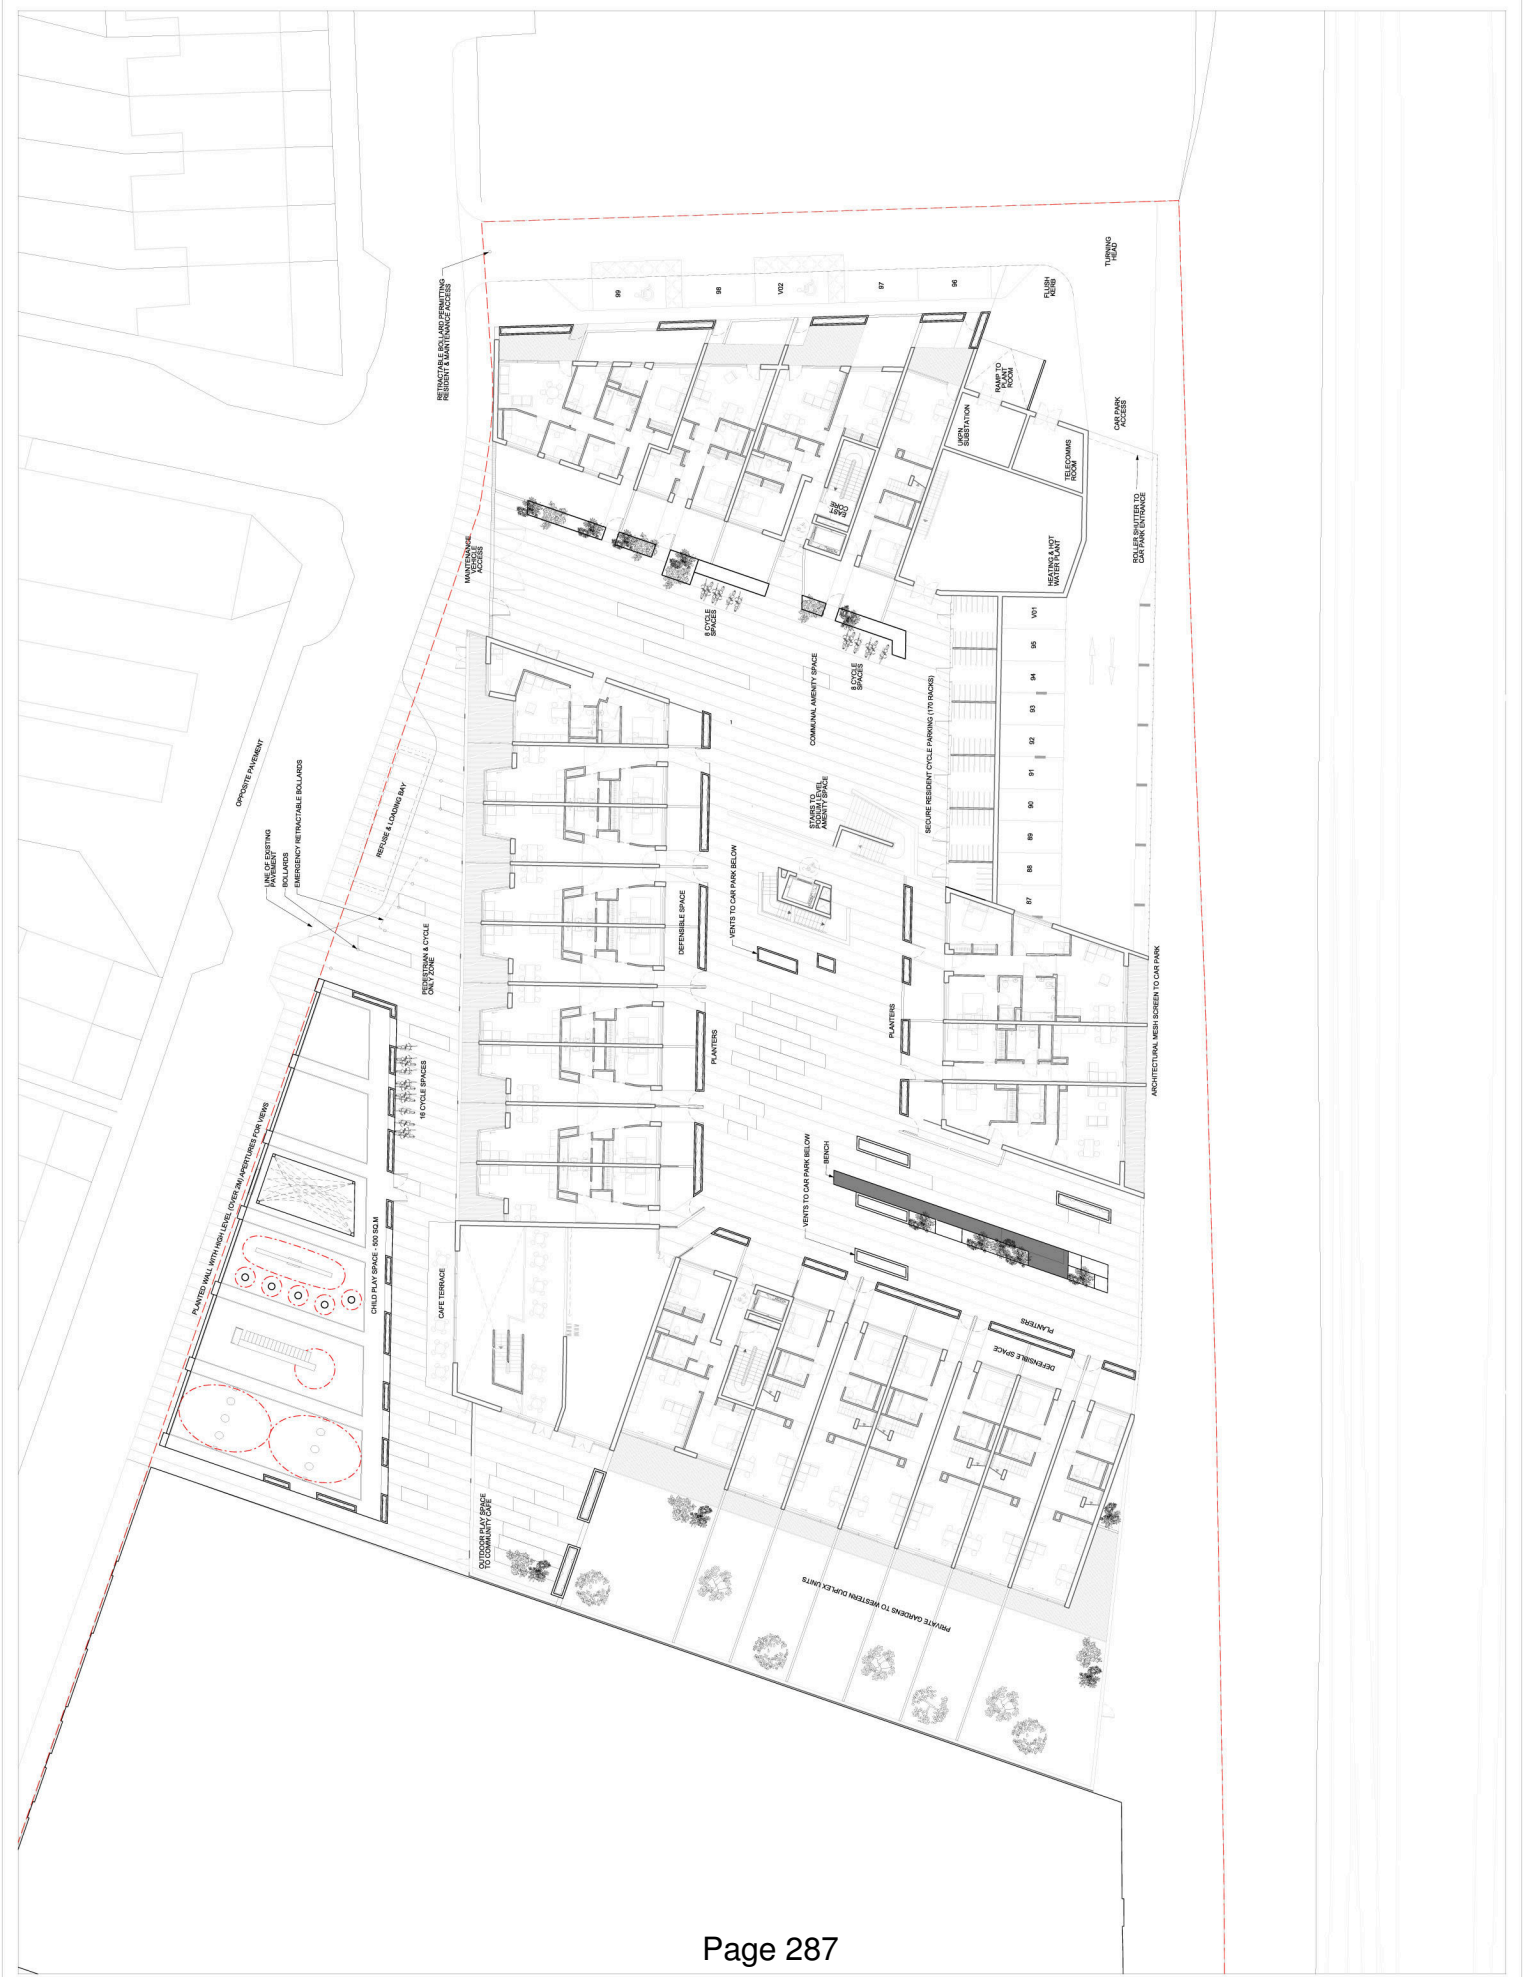 RETRACTABLE BOLLARD PERMITTING
RESIDENT & MAINTENANCE ACCESS
TURNING
HEAD
FLUSH
KERB
99
98
V02
97
96
RAMP TO
PLANT
ROOM
UKPN
SUBSTATION
CAR PARK
ACCESS
TELECOMMS
ROOM
EAST
CORE
ROLLER SHUTTER TO
CAR PARK ENTRANCE
HEATING & HOT
WATER PLANT
MAINTENANCE
VEHICLE
ACCESS
8 CYCLE
SPACES
8 CYCLE
SPACES
COMMUNAL AMENITY SPACE
SECURE RESIDENT CYCLE PARKING (170 RACKS)
V01
95
94
93
92
91
90
89
88
87
1
STAIRS TO
PODIUM LEVEL
AMENITY SPACE
OPPOSITE PAVEMENT
REFUSE & LOADING BAY
LINE OF EXISTING
PAVEMENT
BOLLARDS
EMERGENCY RETRACTABLE BOLLARDS
PEDESTRIAN & CYCLE
ONLY ZONE
DEFENSIBLE SPACE
VENTS TO CAR PARK BELOW
PLANTERS
PLANTERS
ARCHITECTURAL MESH SCREEN TO CAR PARK
16 CYCLE SPACES
PLANTED WALL WITH HIGH LEVEL (OVER 2M) APERTURES FOR VIEWS
CHILD PLAY SPACE - 500 SQ.M
CAFE TERRACE
VENTS TO CAR PARK BELOW
BENCH
PLANTERS
DEFENSIBLE SPACE
OUTDOOR PLAY SPACE
TO COMMUNITY CAFE
PRIVATE GARDENS TO WESTERN DUPLEX UNITS
Page 287